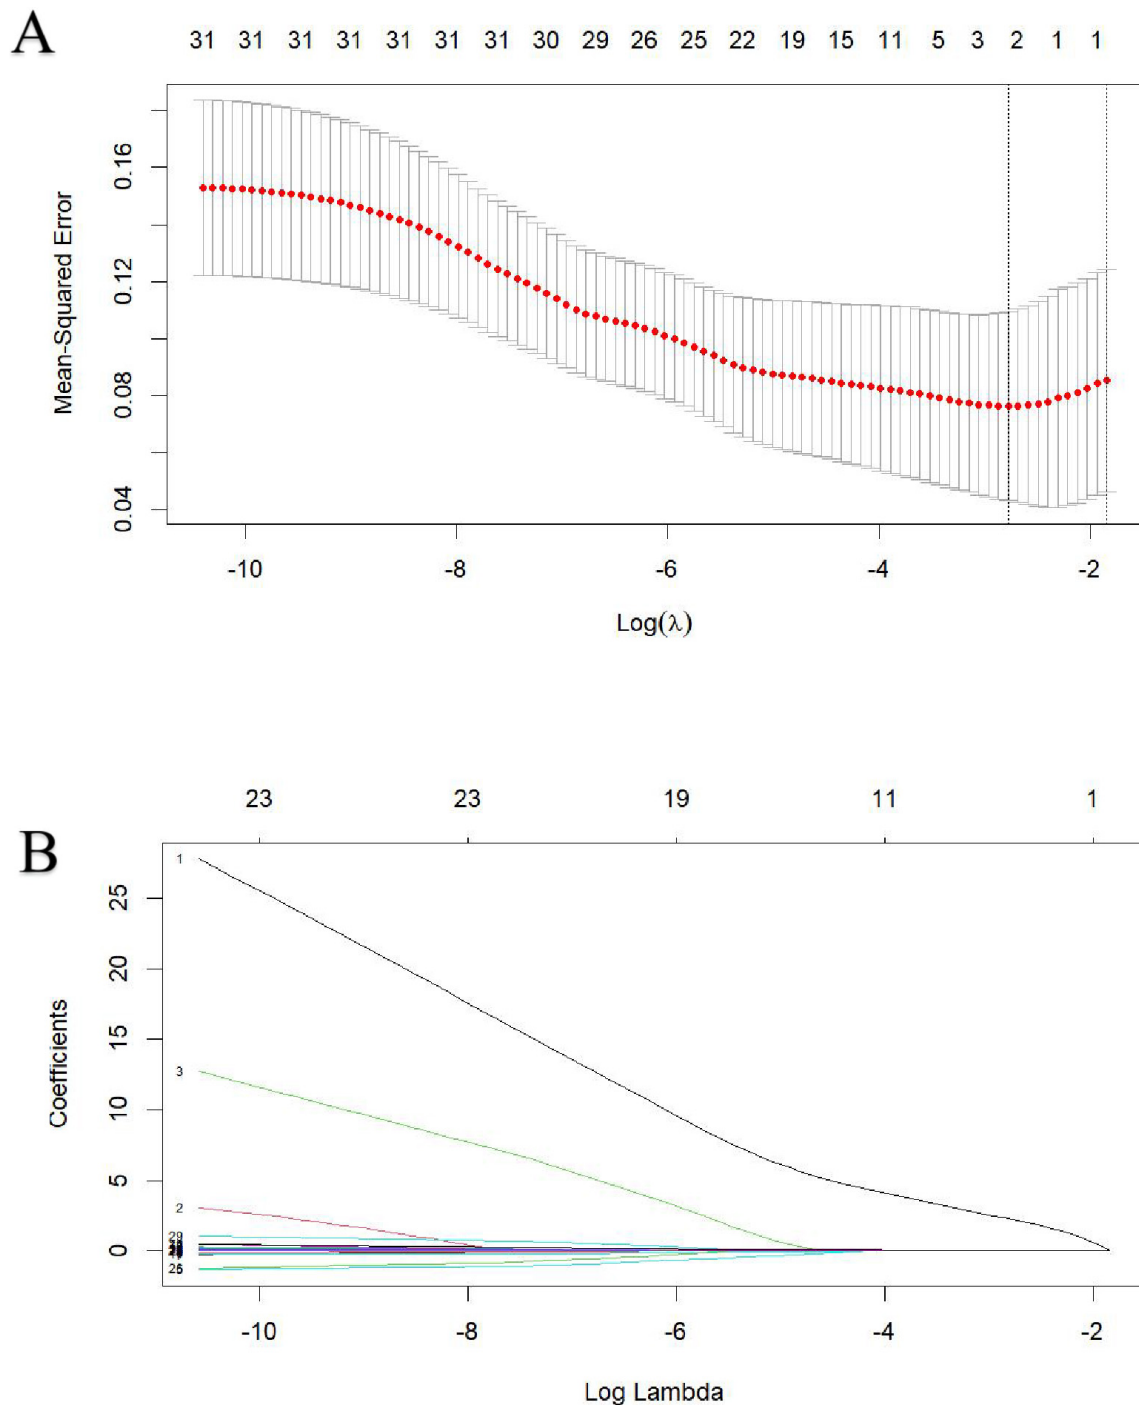 A
31 31 31 31 31 31 31 30 29 26 25 22 19 15 11 5 3 2 1 1
Mean-Squared Error
0.16
0.12
0.08
0.04
-10 -8 -6 -4 -2
Log(λ)
23 23 19 11 1
B
Coefficients
25
20
15
10
5
0
1
3
2
29
-10 -8 -6 -4 -2
Log Lambda